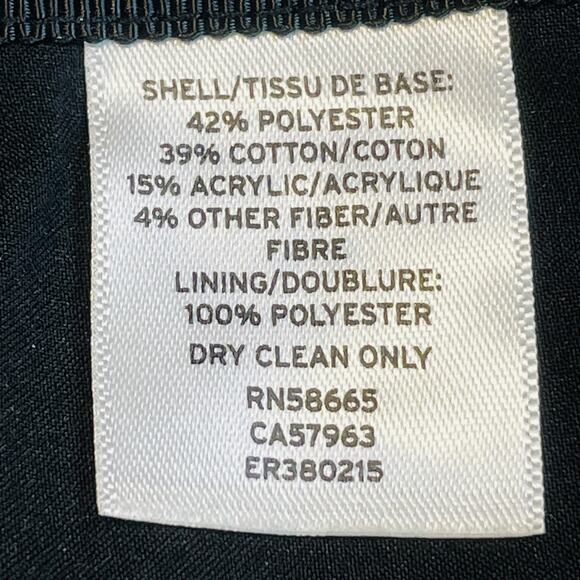 SHELL/TISSU DE BASE:
42% POLYESTER
39% COTTON/COTON
15% ACRYLIC/ACRYLIQUE
4% OTHER FIBER/AUTRE
FIBRE
LINING/DOUBLURE:
100% POLYESTER
DRY CLEAN ONLY
RN58665
CA57963
ER380215